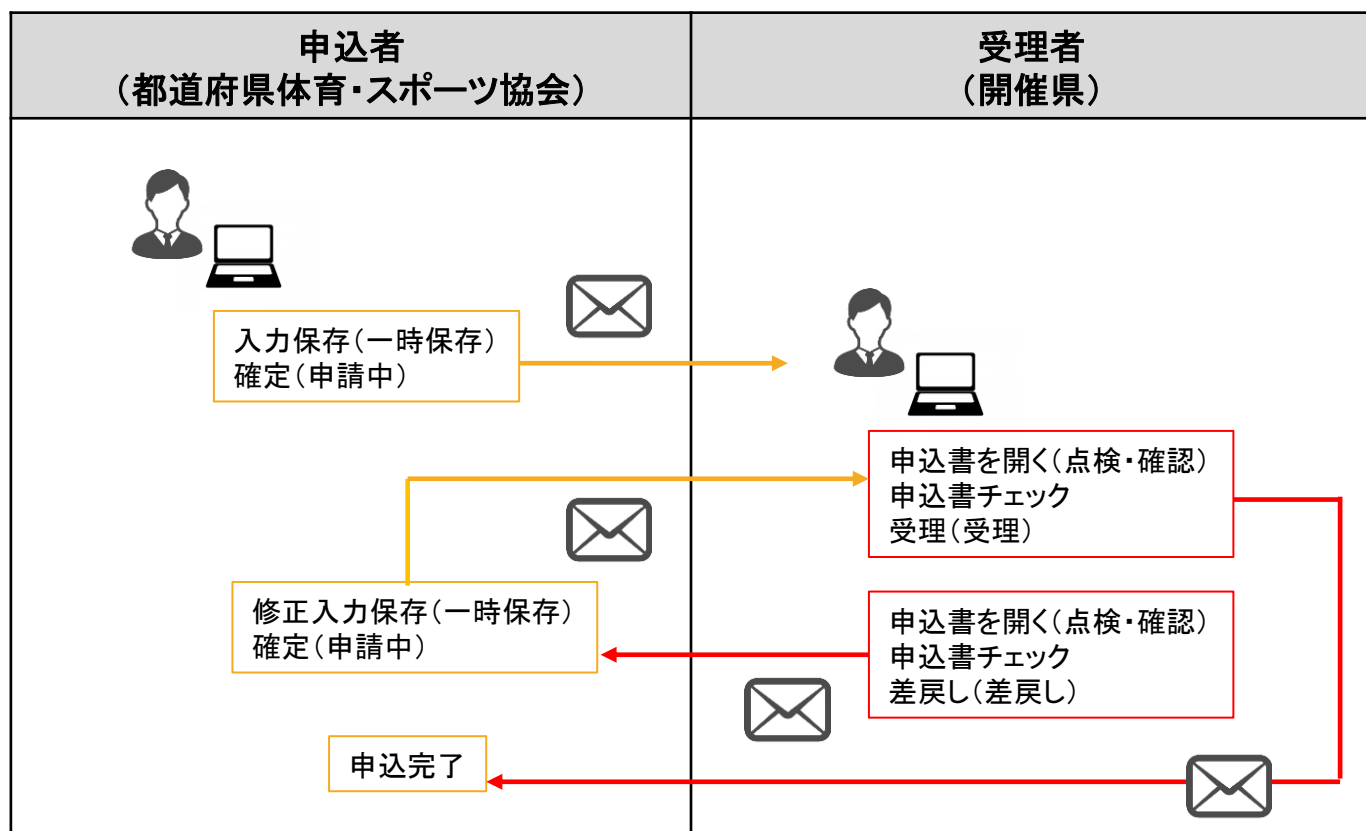 申込者
（都道府県体育・スポーツ協会）
受理者
（開催県）
入力保存（一時保存）
確定（申請中）
申込書を開く（点検・確認）
申込書チェック
受理（受理）
修正入力保存（一時保存）
確定（申請中）
申込書を開く（点検・確認）
申込書チェック
差戻し（差戻し）
申込完了